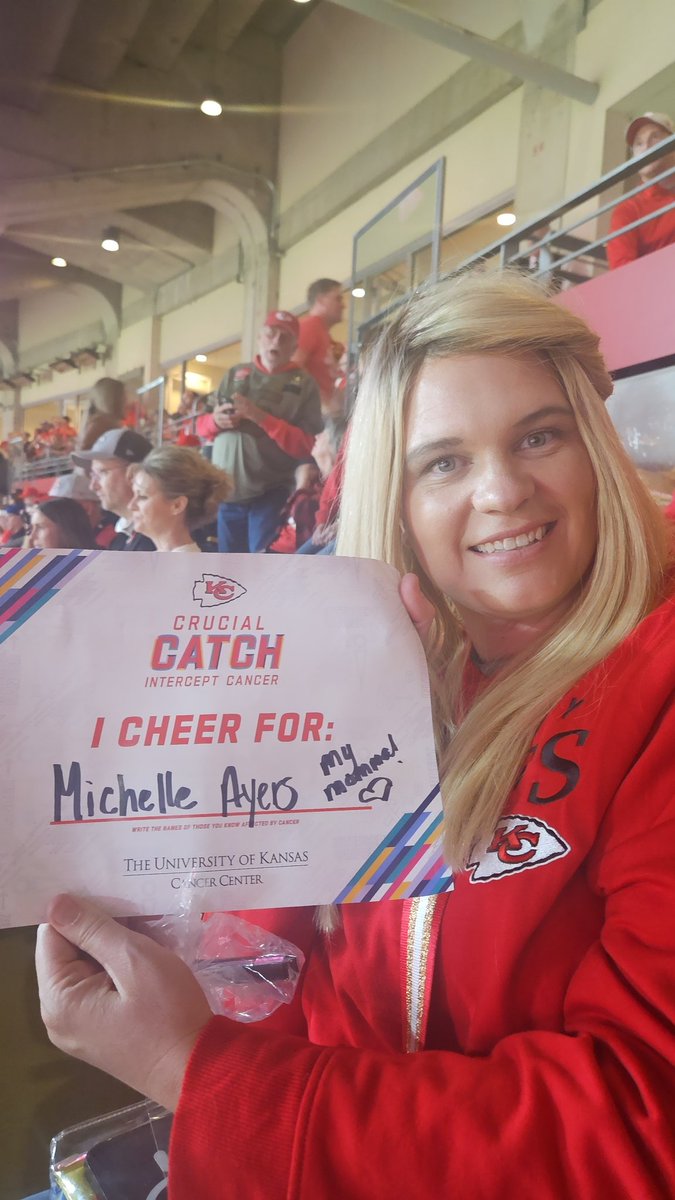 KC
CRUCIAL
CATCH
INTERCEPT CANCER
I CHEER FOR:
Michelle Ayers my momma!
WRITE THE NAMES OF THOSE YOU KNOW AFFECTED BY CANCER
THE UNIVERSITY OF KANSAS
CANCER CENTER
KC